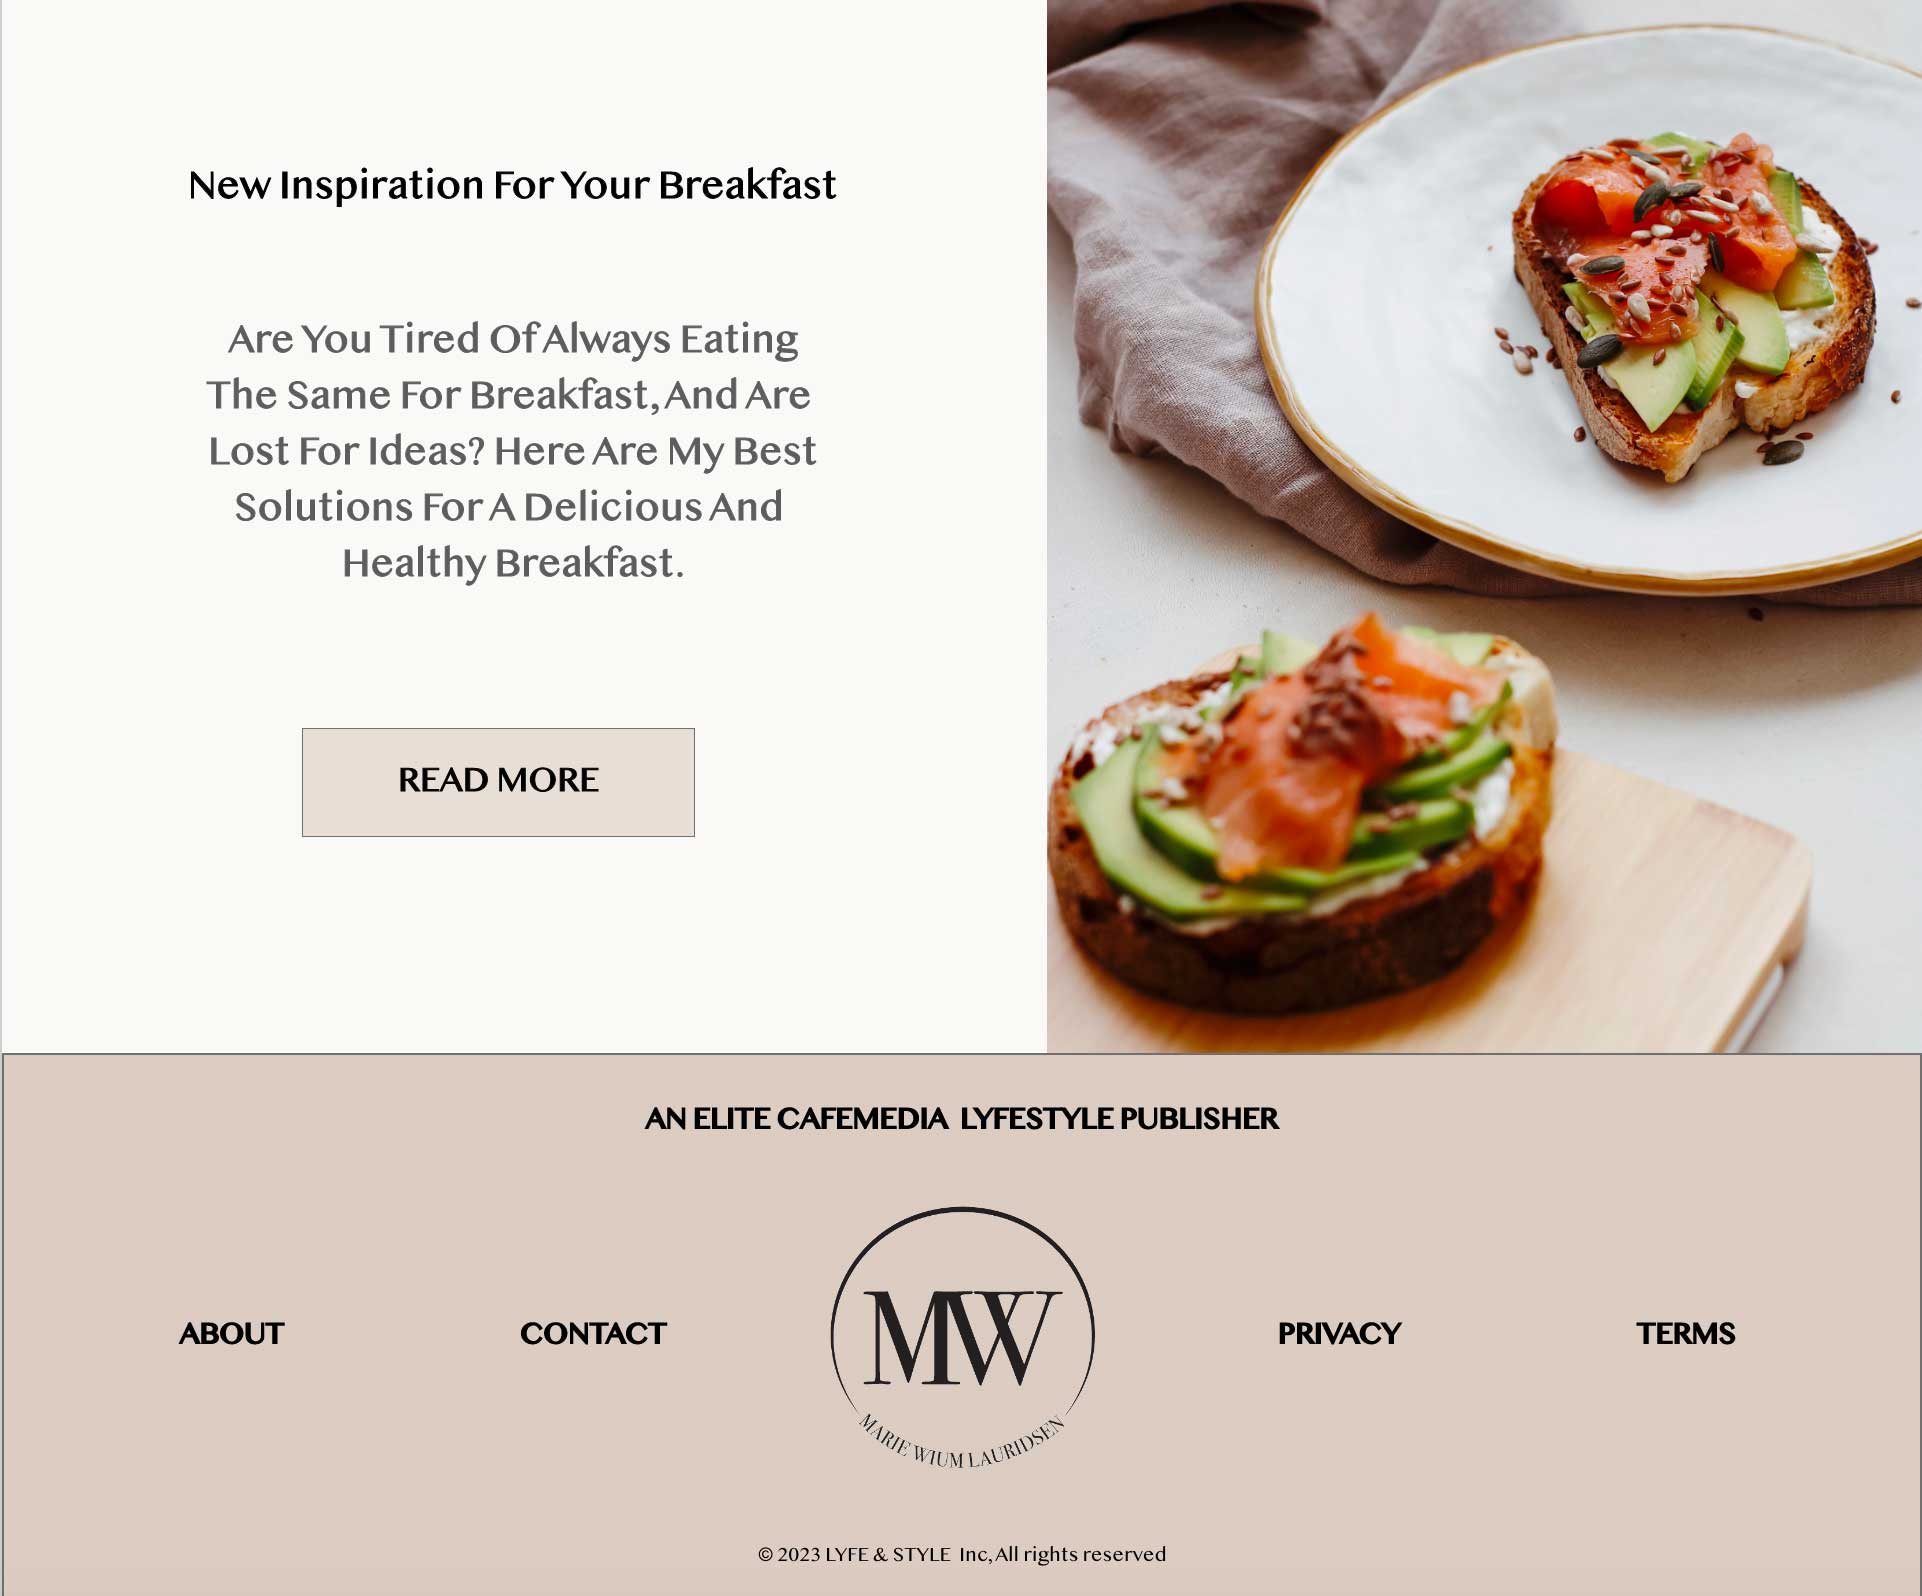 New Inspiration For Your Breakfast
Are You Tired Of Always Eating
The Same For Breakfast, And Are
Lost For Ideas? Here Are My Best
Solutions For A Delicious And
Healthy Breakfast.
READ MORE
AN ELITE CAFEMEDIA LYFESTYLE PUBLISHER
ABOUT
CONTACT
MW
MARIE WIUM LAURIDSEN
PRIVACY
TERMS
© 2023 LYFE & STYLE Inc, All rights reserved